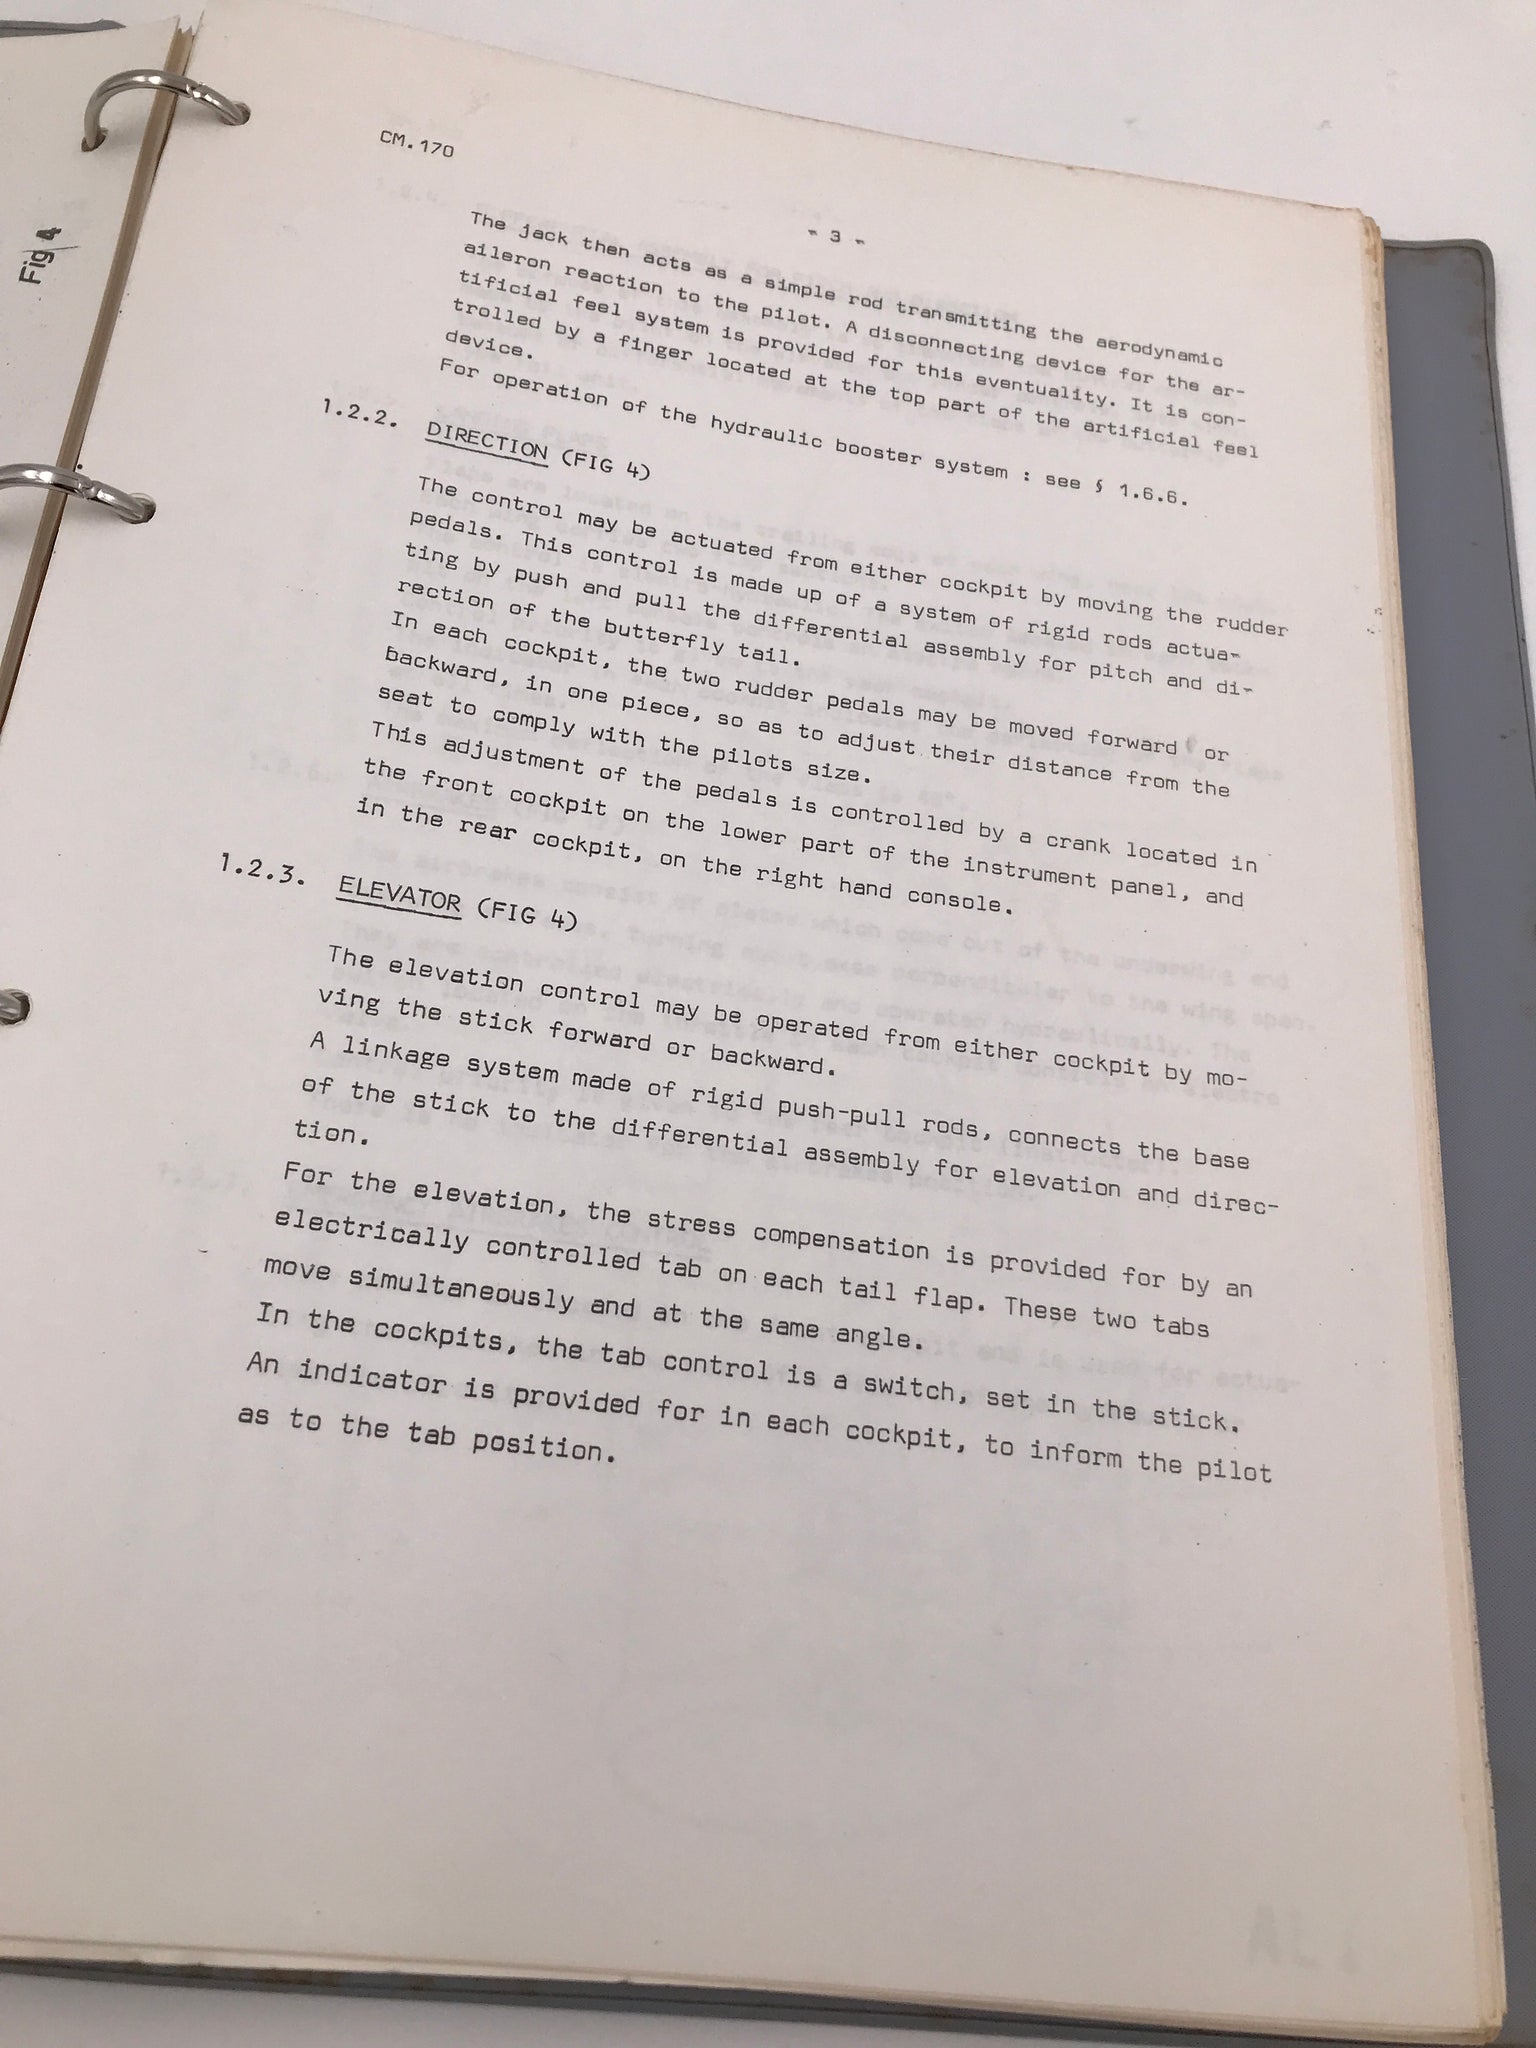 Fig 4
CM.170
- 3 -
The jack then acts as a simple rod transmitting the aerodynamic
aileron reaction to the pilot. A disconnecting device for the ar-
tificial feel system is provided for this eventuality. It is con-
trolled by a finger located at the top part of the artificial feel
device.
For operation of the hydraulic booster system : see § 1.6.6.
1.2.2. DIRECTION (FIG 4)
The control may be actuated from either cockpit by moving the rudder
pedals. This control is made up of a system of rigid rods actua-
ting by push and pull the differential assembly for pitch and di-
rection of the butterfly tail.
In each cockpit, the two rudder pedals may be moved forward or
backward, in one piece, so as to adjust their distance from the
seat to comply with the pilots size.
This adjustment of the pedals is controlled by a crank located in
the front cockpit on the lower part of the instrument panel, and
in the rear cockpit, on the right hand console.
1.2.3. ELEVATOR (FIG 4)
The elevation control may be operated from either cockpit by mo-
ving the stick forward or backward.
A linkage system made of rigid push-pull rods, connects the base
of the stick to the differential assembly for elevation and direc-
tion.
For the elevation, the stress compensation is provided for by an
electrically controlled tab on each tail flap. These two tabs
move simultaneously and at the same angle.
In the cockpits, the tab control is a switch, set in the stick.
An indicator is provided for in each cockpit, to inform the pilot
as to the tab position.